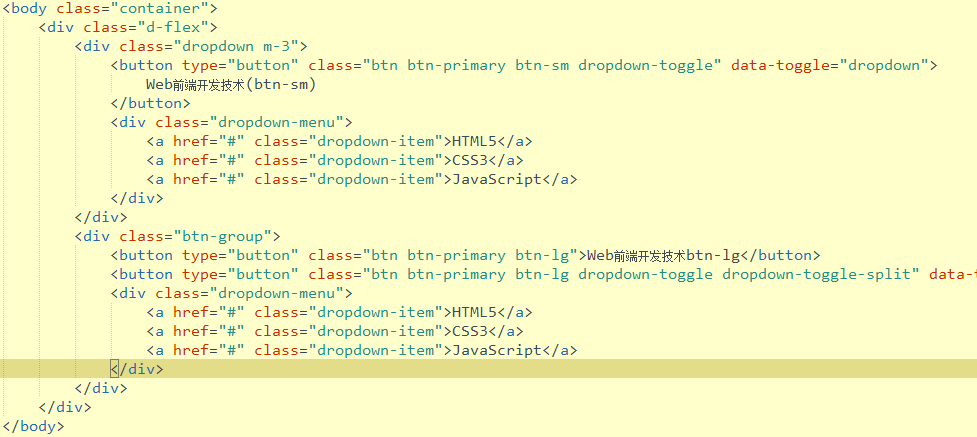 <body class="container">
<div class="d-flex">
<div class="dropdown m-3">
<button type="button" class="btn btn-primary btn-sm dropdown-toggle" data-toggle="dropdown">
Web前端开发技术(btn-sm)
</button>
<div class="dropdown-menu">
<a href="#" class="dropdown-item">HTML5</a>
<a href="#" class="dropdown-item">CSS3</a>
<a href="#" class="dropdown-item">JavaScript</a>
</div>
</div>
<div class="btn-group">
<button type="button" class="btn btn-primary btn-lg">Web前端开发技术btn-lg</button>
<button type="button" class="btn btn-primary btn-lg dropdown-toggle dropdown-toggle-split" data-
<div class="dropdown-menu">
<a href="#" class="dropdown-item">HTML5</a>
<a href="#" class="dropdown-item">CSS3</a>
<a href="#" class="dropdown-item">JavaScript</a>
</div>
</div>
</div>
</body>